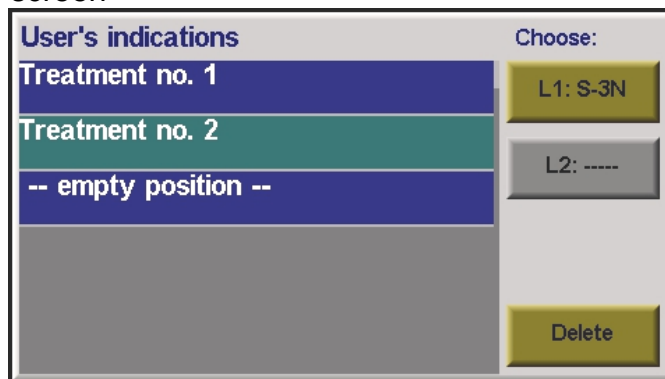 User's indications
Choose:
Treatment no. 1
L1: S-3N
Treatment no. 2
L2: -----
-- empty position --
Delete